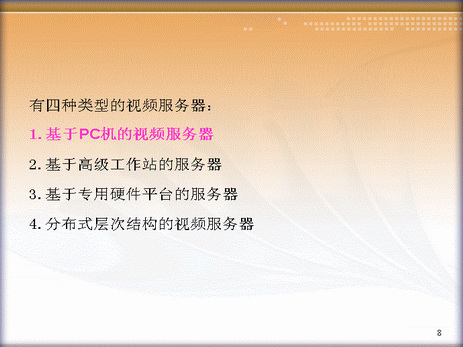 有四种类型的视频服务器：
1. 基于PC机的视频服务器
2. 基于高级工作站的服务器
3. 基于专用硬件平台的服务器
4. 分布式层次结构的视频服务器
8